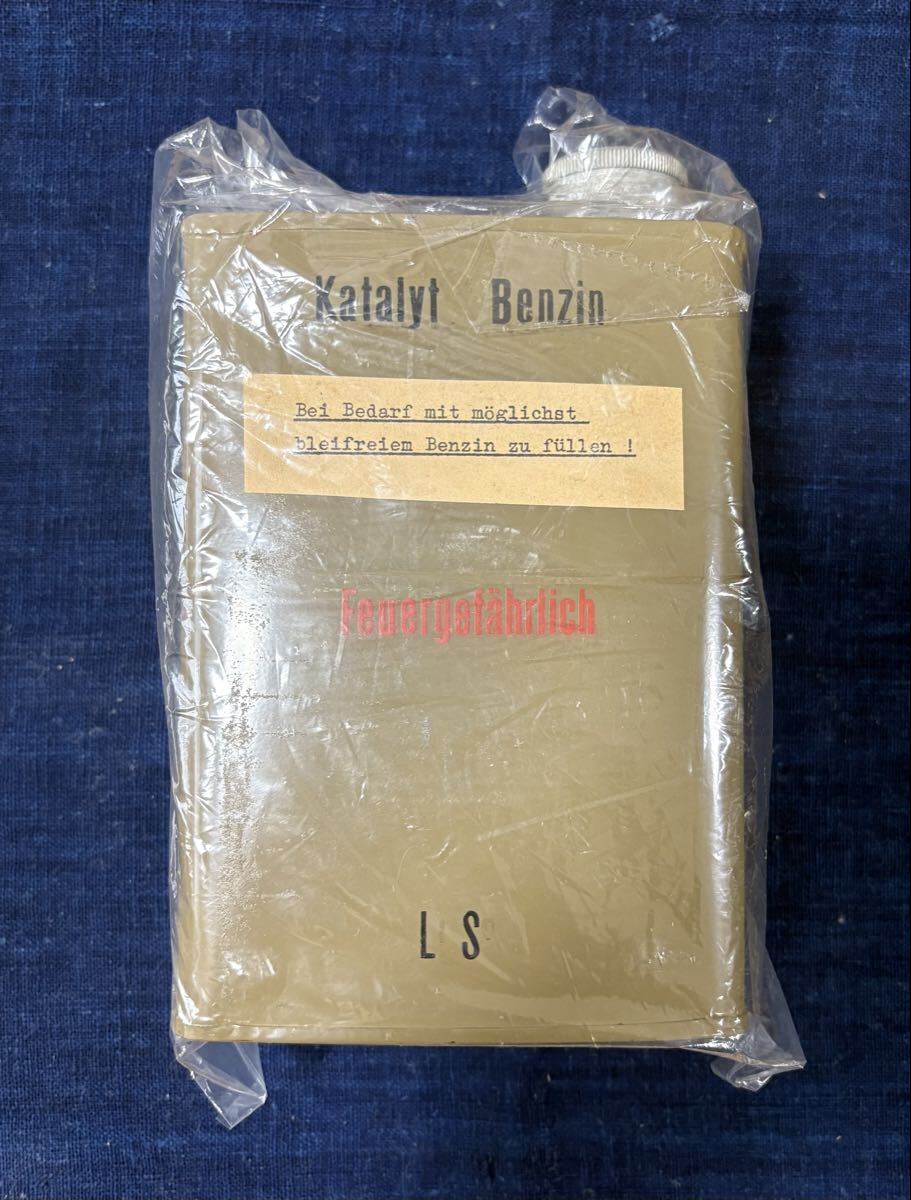 Katalyt Benzin
Bei Bedarf mit möglichst
bleifreiem Benzin zu füllen !
Feuergefährlich
L S